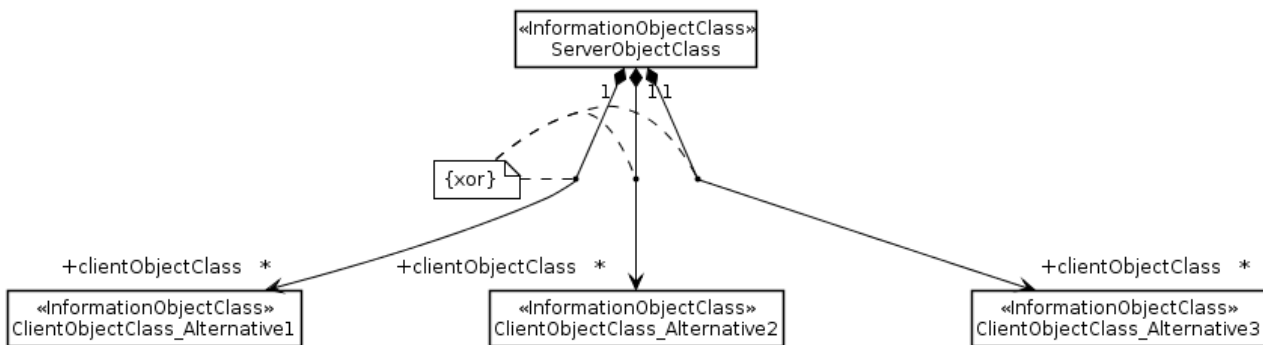 «InformationObjectClass»
ServerObjectClass
1 1 1
{xor}
+clientObjectClass *
+clientObjectClass *
+clientObjectClass *
«InformationObjectClass»
ClientObjectClass_Alternative1
«InformationObjectClass»
ClientObjectClass_Alternative2
«InformationObjectClass»
ClientObjectClass_Alternative3